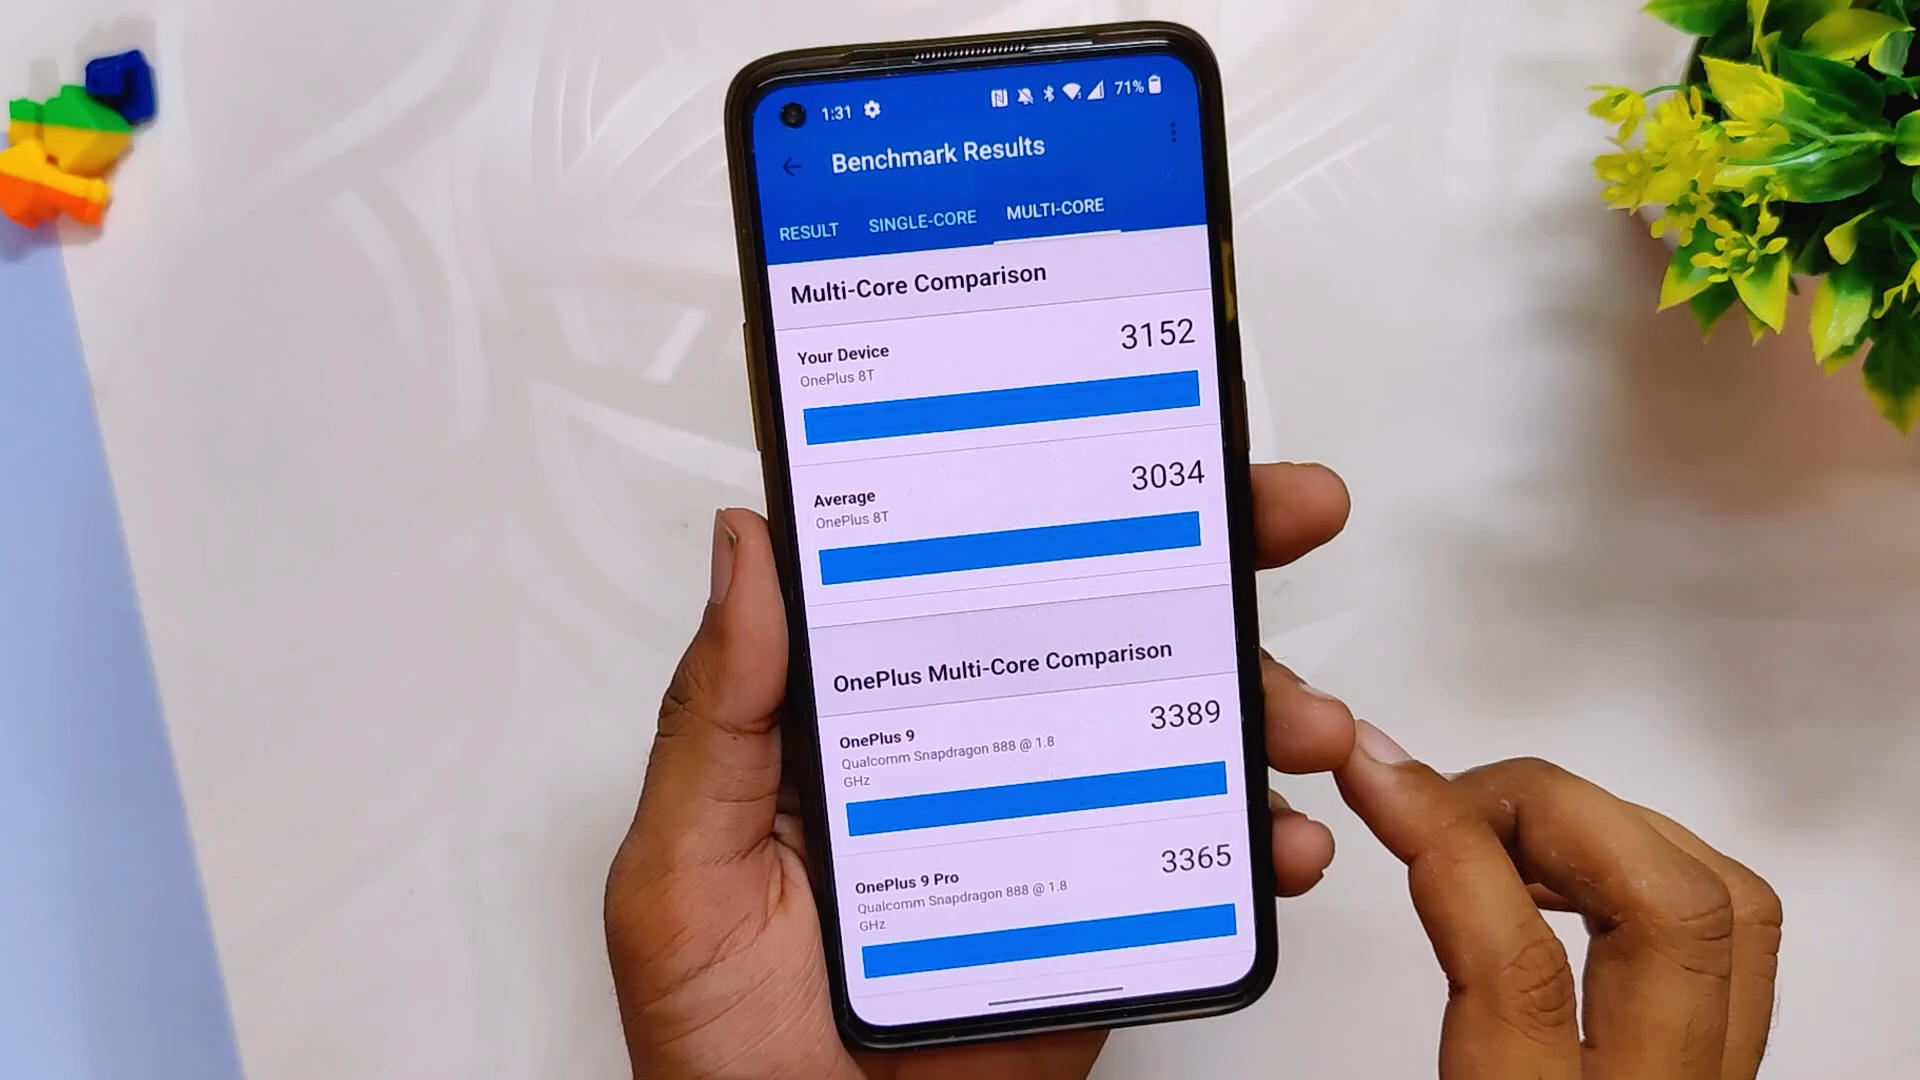 1:31 71%
Benchmark Results
RESULT SINGLE-CORE MULTI-CORE
Multi-Core Comparison
Your Device 3152
OnePlus 8T
Average 3034
OnePlus 8T
OnePlus Multi-Core Comparison
OnePlus 9 3389
Qualcomm Snapdragon 888 @ 1.8
GHz
OnePlus 9 Pro 3365
Qualcomm Snapdragon 888 @ 1.8
GHz